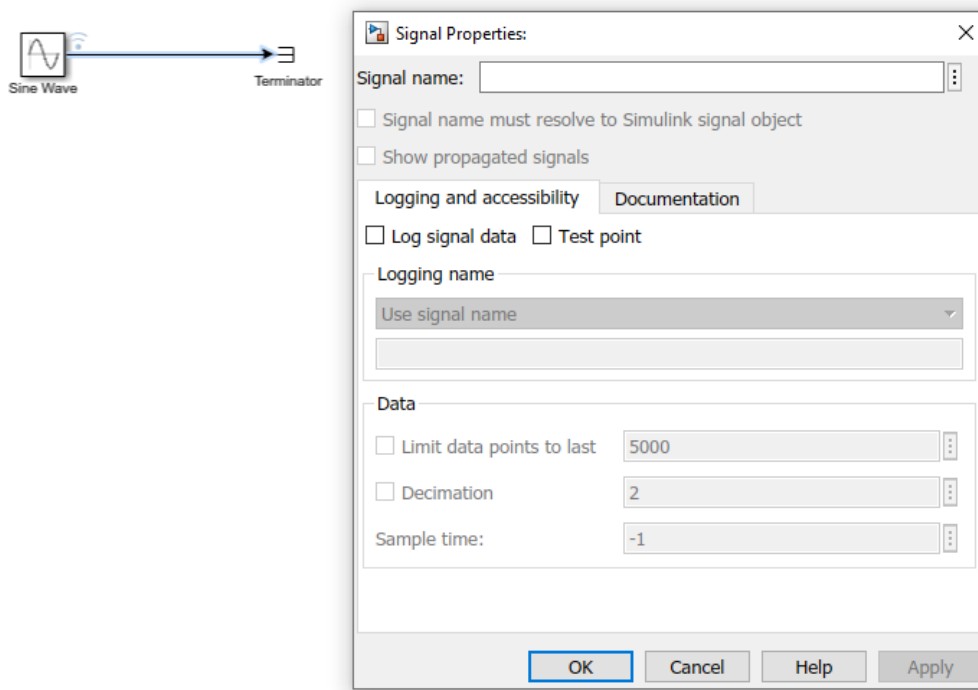 Sine Wave
Terminator
Signal Properties:
Signal name:
Signal name must resolve to Simulink signal object
Show propagated signals
Logging and accessibility Documentation
Log signal data Test point
Logging name
Use signal name
Data
Limit data points to last 5000
Decimation 2
Sample time: -1
OK Cancel Help Apply